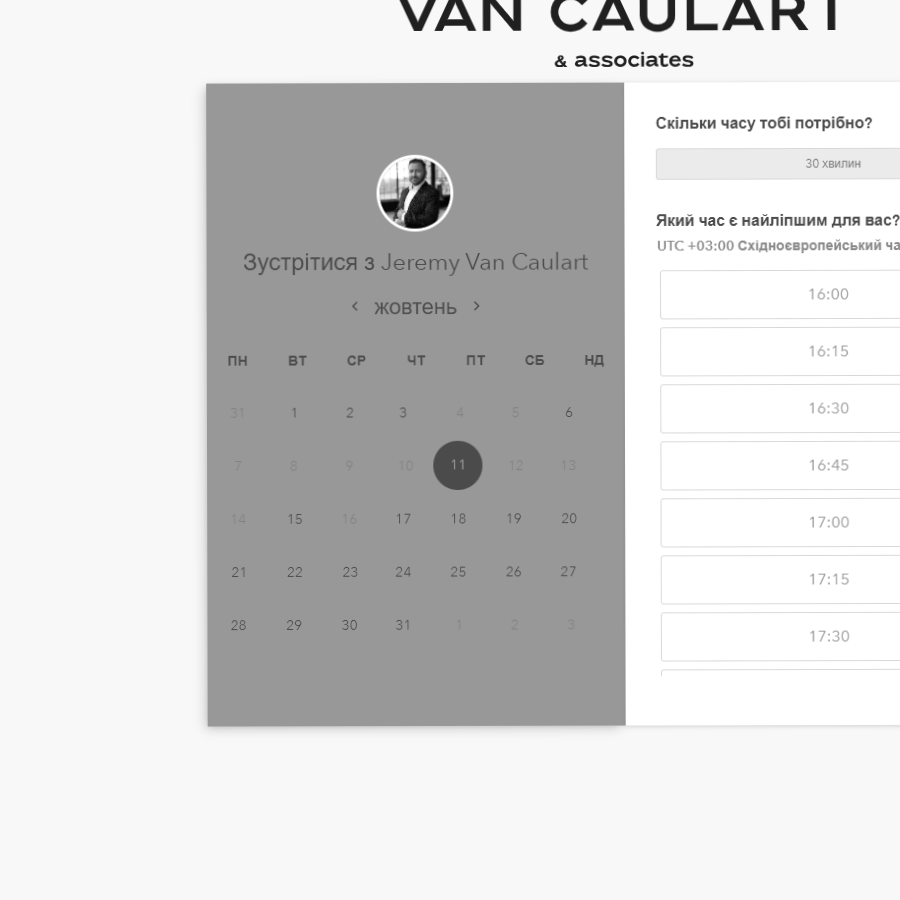 VAN CAULART
& associates
Зустрітися з Jeremy Van Caulart
‹ жовтень ›
ПН ВТ СР ЧТ ПТ СБ НД
31 1 2 3 4 5 6
7 8 9 10 11 12 13
14 15 16 17 18 19 20
21 22 23 24 25 26 27
28 29 30 31 1 2 3
Скільки часу тобі потрібно?
30 хвилин
Який час є найліпшим для вас?
UTC +03:00 Східноєвропейський ча
16:00
16:15
16:30
16:45
17:00
17:15
17:30